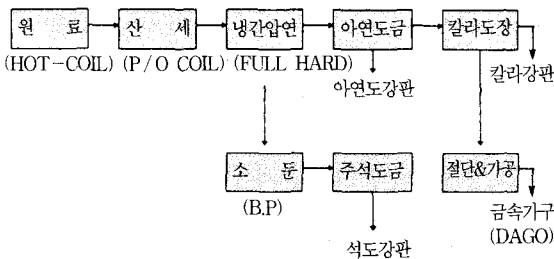 원 료 산 세 냉간압연 아연도금 칼라도장
(HOT-COIL) (P/O COIL) (FULL HARD)
아연도강판 칼라강판
소 둔 주석도금 절단&가공
(B.P)
석도강판 금속가구
(DAGO)